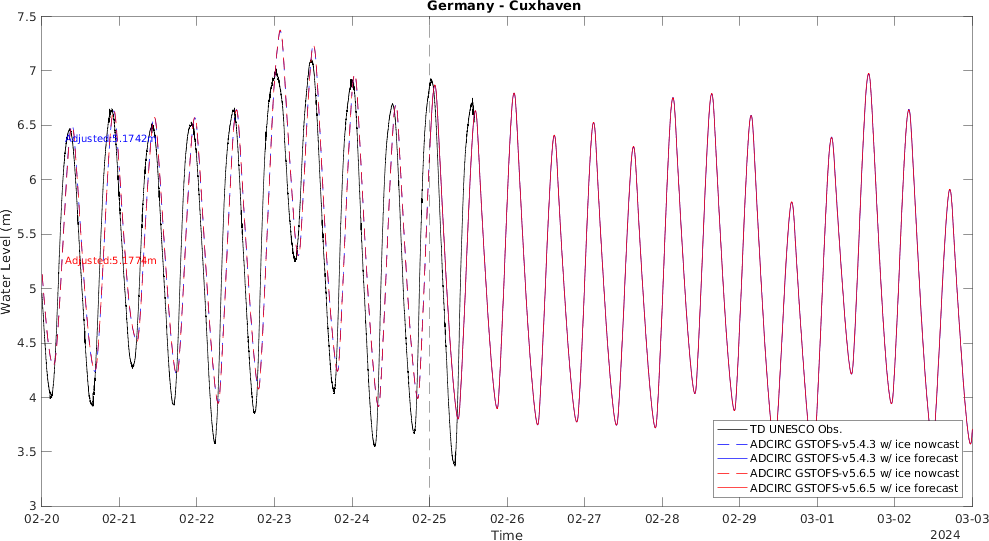 Germany - Cuxhaven
7.5
7
6.5
6
5.5
5
4.5
4
3.5
3
Water Level (m)
Adjusted:5.1742m
Adjusted:5.1774m
TD UNESCO Obs.
ADCIRC GSTOFS-v5.4.3 w/ ice nowcast
ADCIRC GSTOFS-v5.4.3 w/ ice forecast
ADCIRC GSTOFS-v5.6.5 w/ ice nowcast
ADCIRC GSTOFS-v5.6.5 w/ ice forecast
02-20 02-21 02-22 02-23 02-24 02-25 02-26 02-27 02-28 02-29 03-01 03-02 03-03
Time
2024